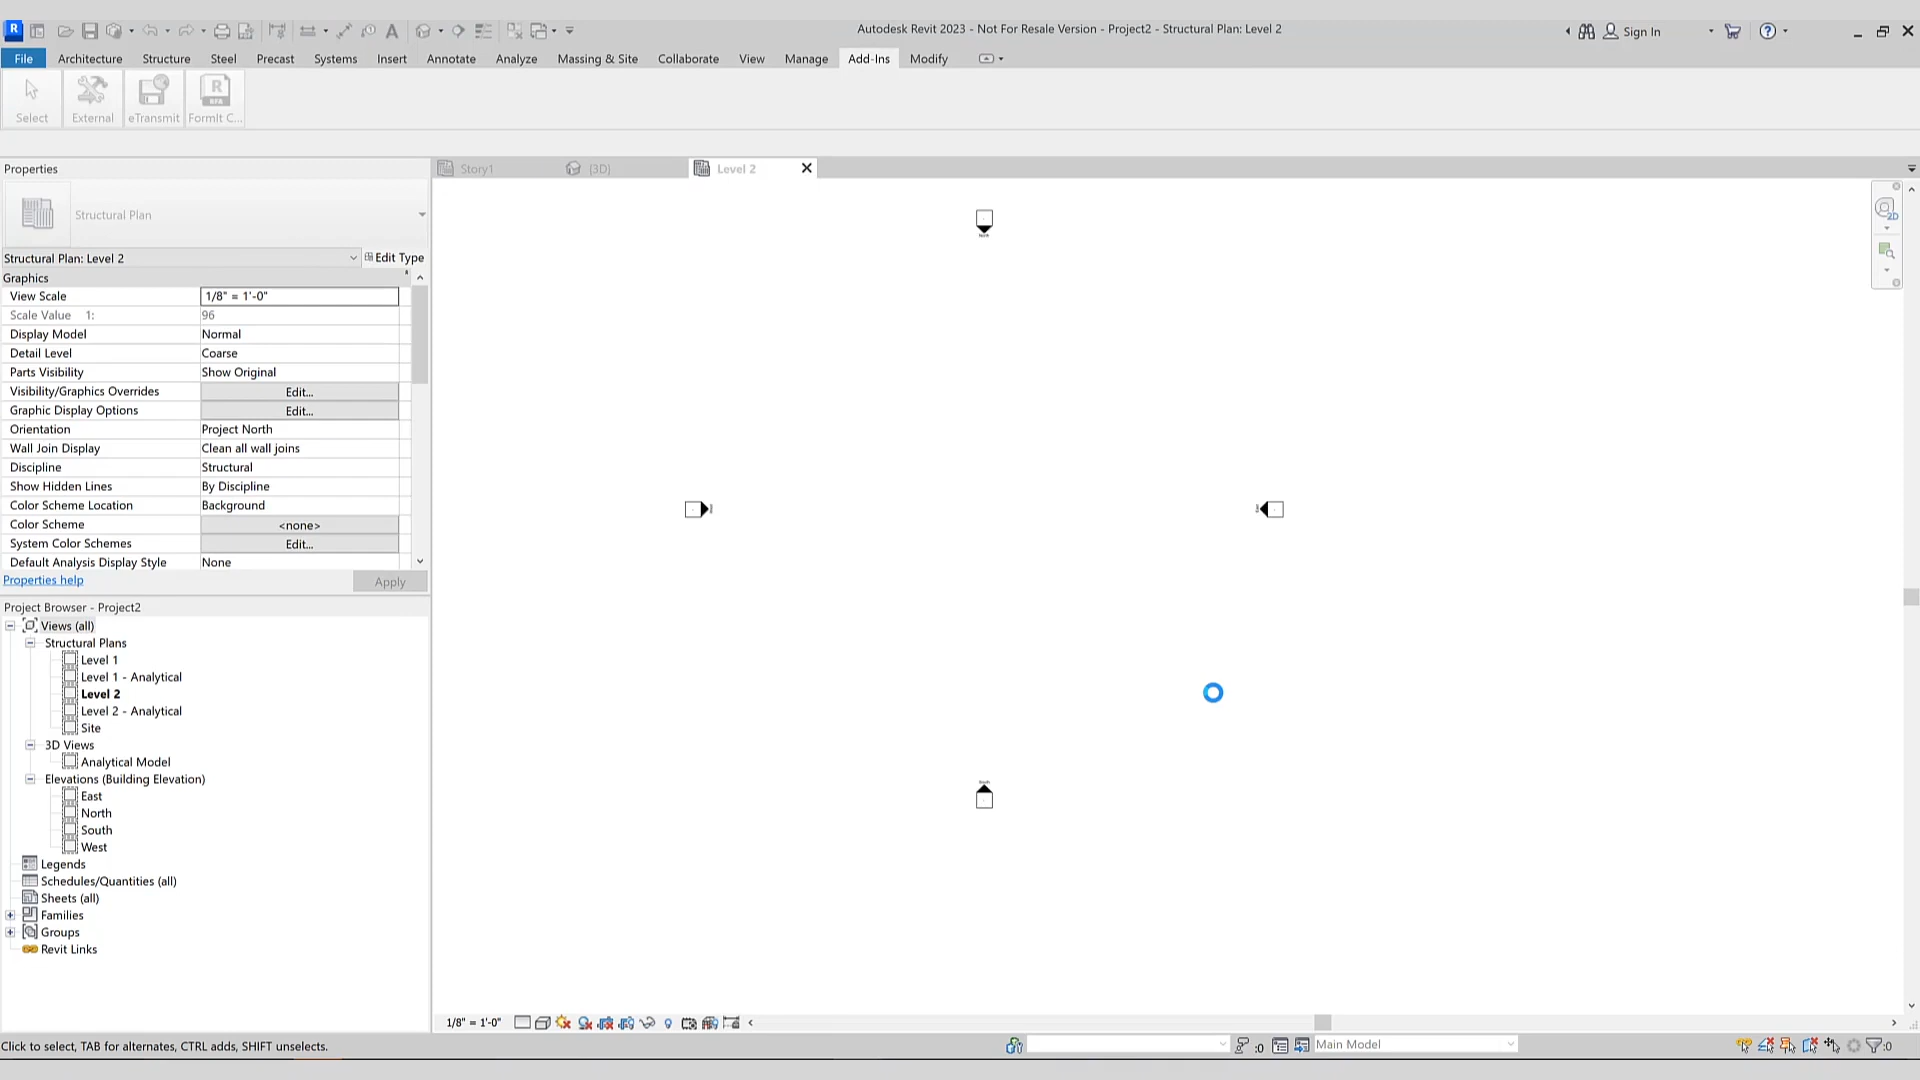 Autodesk Revit 2023 - Not For Resale Version - Project2 - Structural Plan: Level 2
Sign In
File Architecture Structure Steel Precast Systems Insert Annotate Analyze Massing & Site Collaborate View Manage Add-Ins Modify
Select External eTransmit FormIt C...
Properties
Story1 {3D} Level 2
Structural Plan
Structural Plan: Level 2 Edit Type
Graphics
View Scale 1/8" = 1'-0"
Scale Value 1: 96
Display Model Normal
Detail Level Coarse
Parts Visibility Show Original
Visibility/Graphics Overrides Edit...
Graphic Display Options Edit...
Orientation Project North
Wall Join Display Clean all wall joins
Discipline Structural
Show Hidden Lines By Discipline
Color Scheme Location Background
Color Scheme <none>
System Color Schemes Edit...
Default Analysis Display Style None
Properties help Apply
Project Browser - Project2
Views (all)
Structural Plans
Level 1
Level 1 - Analytical
Level 2
Level 2 - Analytical
Site
3D Views
Analytical Model
Elevations (Building Elevation)
East
North
South
West
Legends
Schedules/Quantities (all)
Sheets (all)
Families
Groups
Revit Links
2D
1/8" = 1'-0"
Click to select, TAB for alternates, CTRL adds, SHIFT unselects.
:0
Main Model
:0